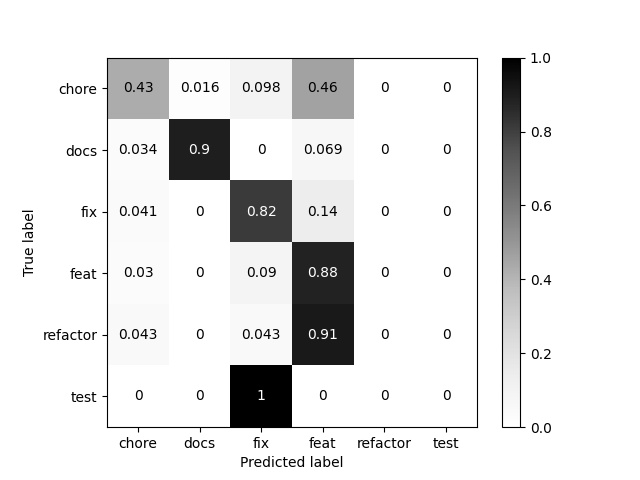 chore 0.43 0.016 0.098 0.46 0 0 1.0
docs 0.034 0.9 0 0.069 0 0 0.8
fix 0.041 0 0.82 0.14 0 0 0.6
feat 0.03 0 0.09 0.88 0 0 0.4
refactor 0.043 0 0.043 0.91 0 0 0.2
test 0 0 1 0 0 0 0.0
chore docs fix feat refactor test
Predicted label
True label